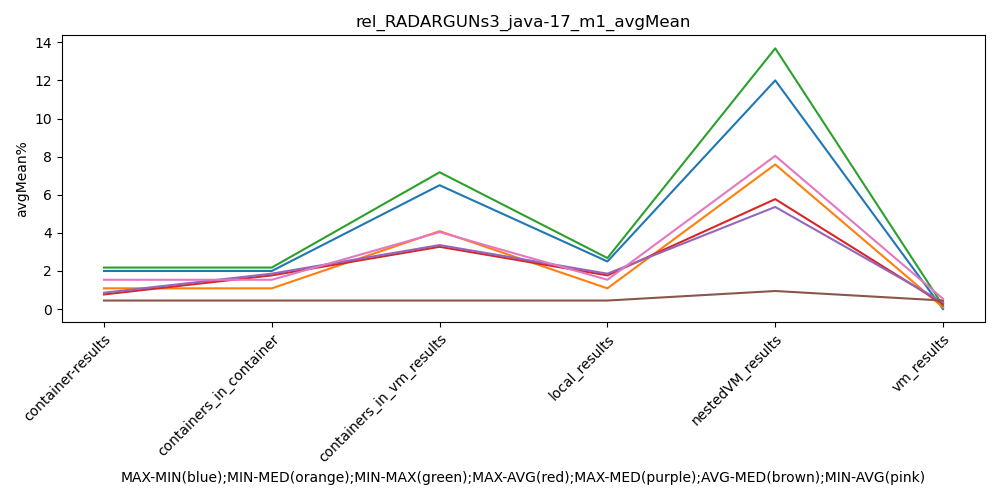 rel_RADARGUNs3_java-17_m1_avgMean
avgMean%
14
12
10
8
6
4
2
0
container-results
containers_in_container
containers_in_vm_results
local_results
nestedVM_results
vm_results
MAX-MIN(blue);MIN-MED(orange);MIN-MAX(green);MAX-AVG(red);MAX-MED(purple);AVG-MED(brown);MIN-AVG(pink)